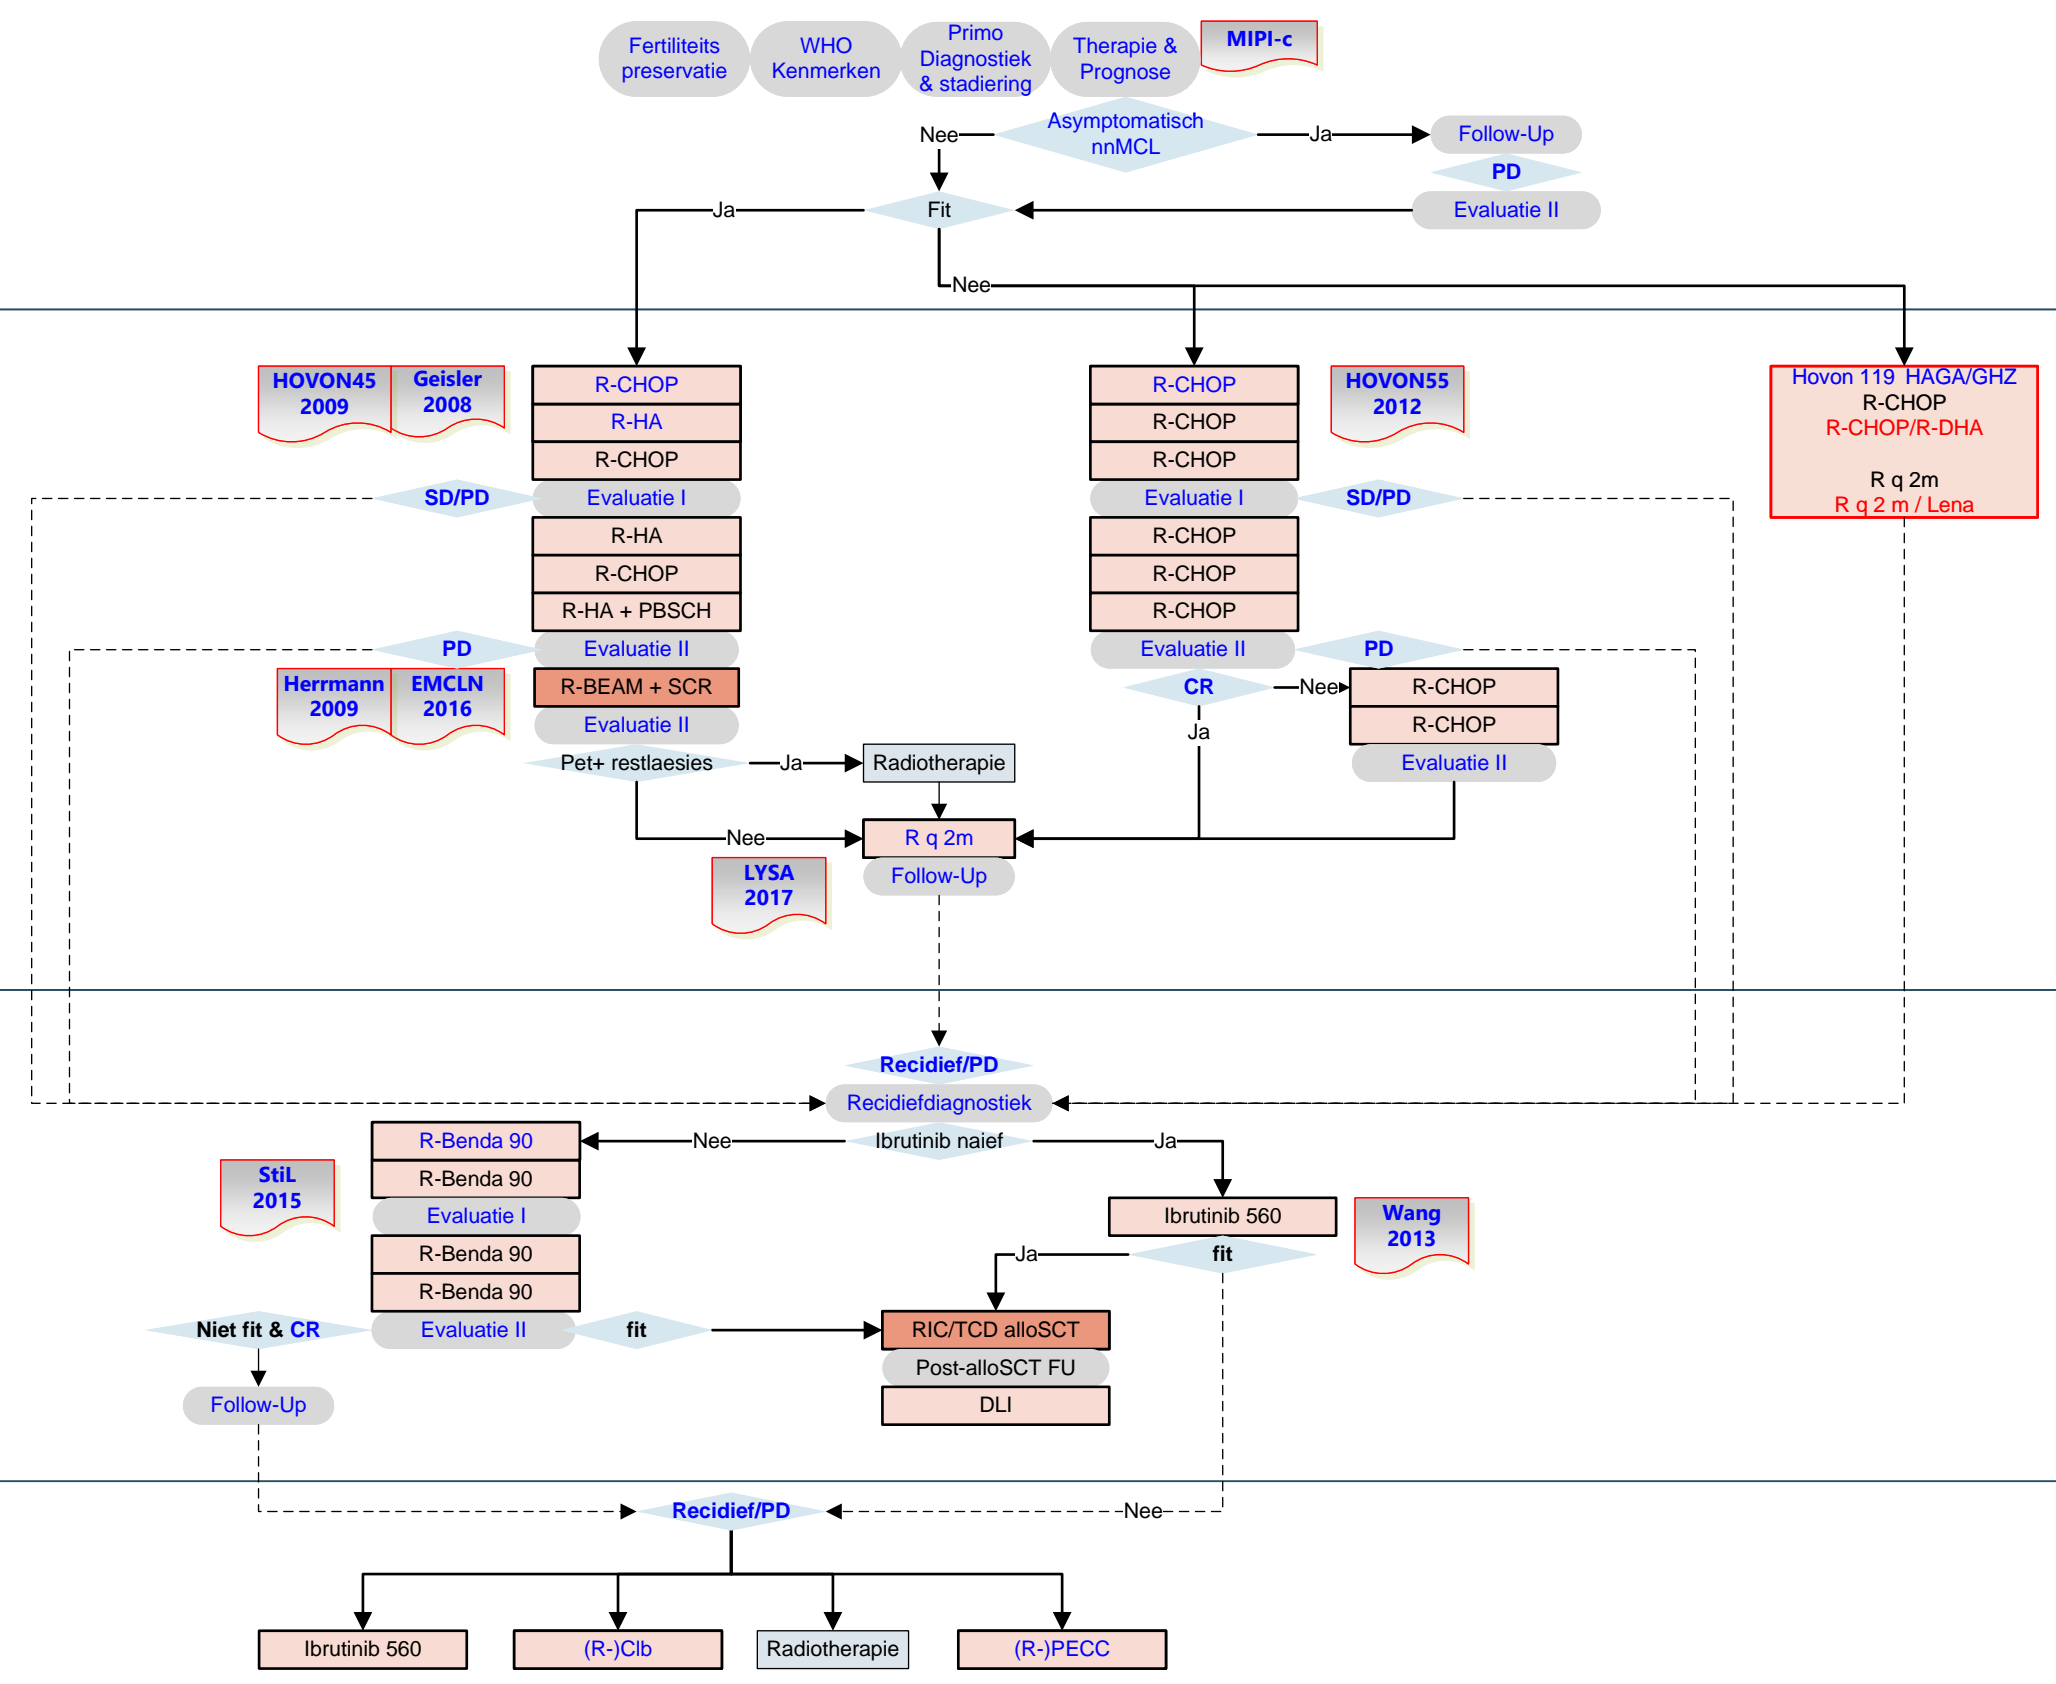 Fertiliteits
preservatie
WHO
Kenmerken
Primo
Diagnostiek
& stadiering
Therapie &
Prognose
MIPI-c
Asymptomatisch
nnMCL
Nee
Ja
Follow-Up
PD
Evaluatie II
Fit
Ja
Nee
HOVON45
2009
Geisler
2008
R-CHOP
R-HA
R-CHOP
SD/PD
Evaluatie I
R-HA
R-CHOP
R-HA + PBSCH
PD
Evaluatie II
Herrmann
2009
EMCLN
2016
R-BEAM + SCR
Evaluatie II
Pet+ restlaesies
Ja
Radiotherapie
Nee
R q 2m
Follow-Up
LYSA
2017
R-CHOP
R-CHOP
R-CHOP
HOVON55
2012
Evaluatie I
SD/PD
R-CHOP
R-CHOP
R-CHOP
Evaluatie II
PD
CR
Nee
Ja
R-CHOP
R-CHOP
Evaluatie II
Hovon 119 HAGA/GHZ
R-CHOP
R-CHOP/R-DHA
R q 2m
R q 2 m / Lena
Recidief/PD
Recidiefdiagnostiek
Ibrutinib naief
Nee
Ja
R-Benda 90
R-Benda 90
StiL
2015
Evaluatie I
R-Benda 90
R-Benda 90
Niet fit & CR
Evaluatie II
fit
Follow-Up
Ibrutinib 560
Wang
2013
fit
Ja
RIC/TCD alloSCT
Post-alloSCT FU
DLI
Recidief/PD
Nee
Ibrutinib 560
(R-)Clb
Radiotherapie
(R-)PECC